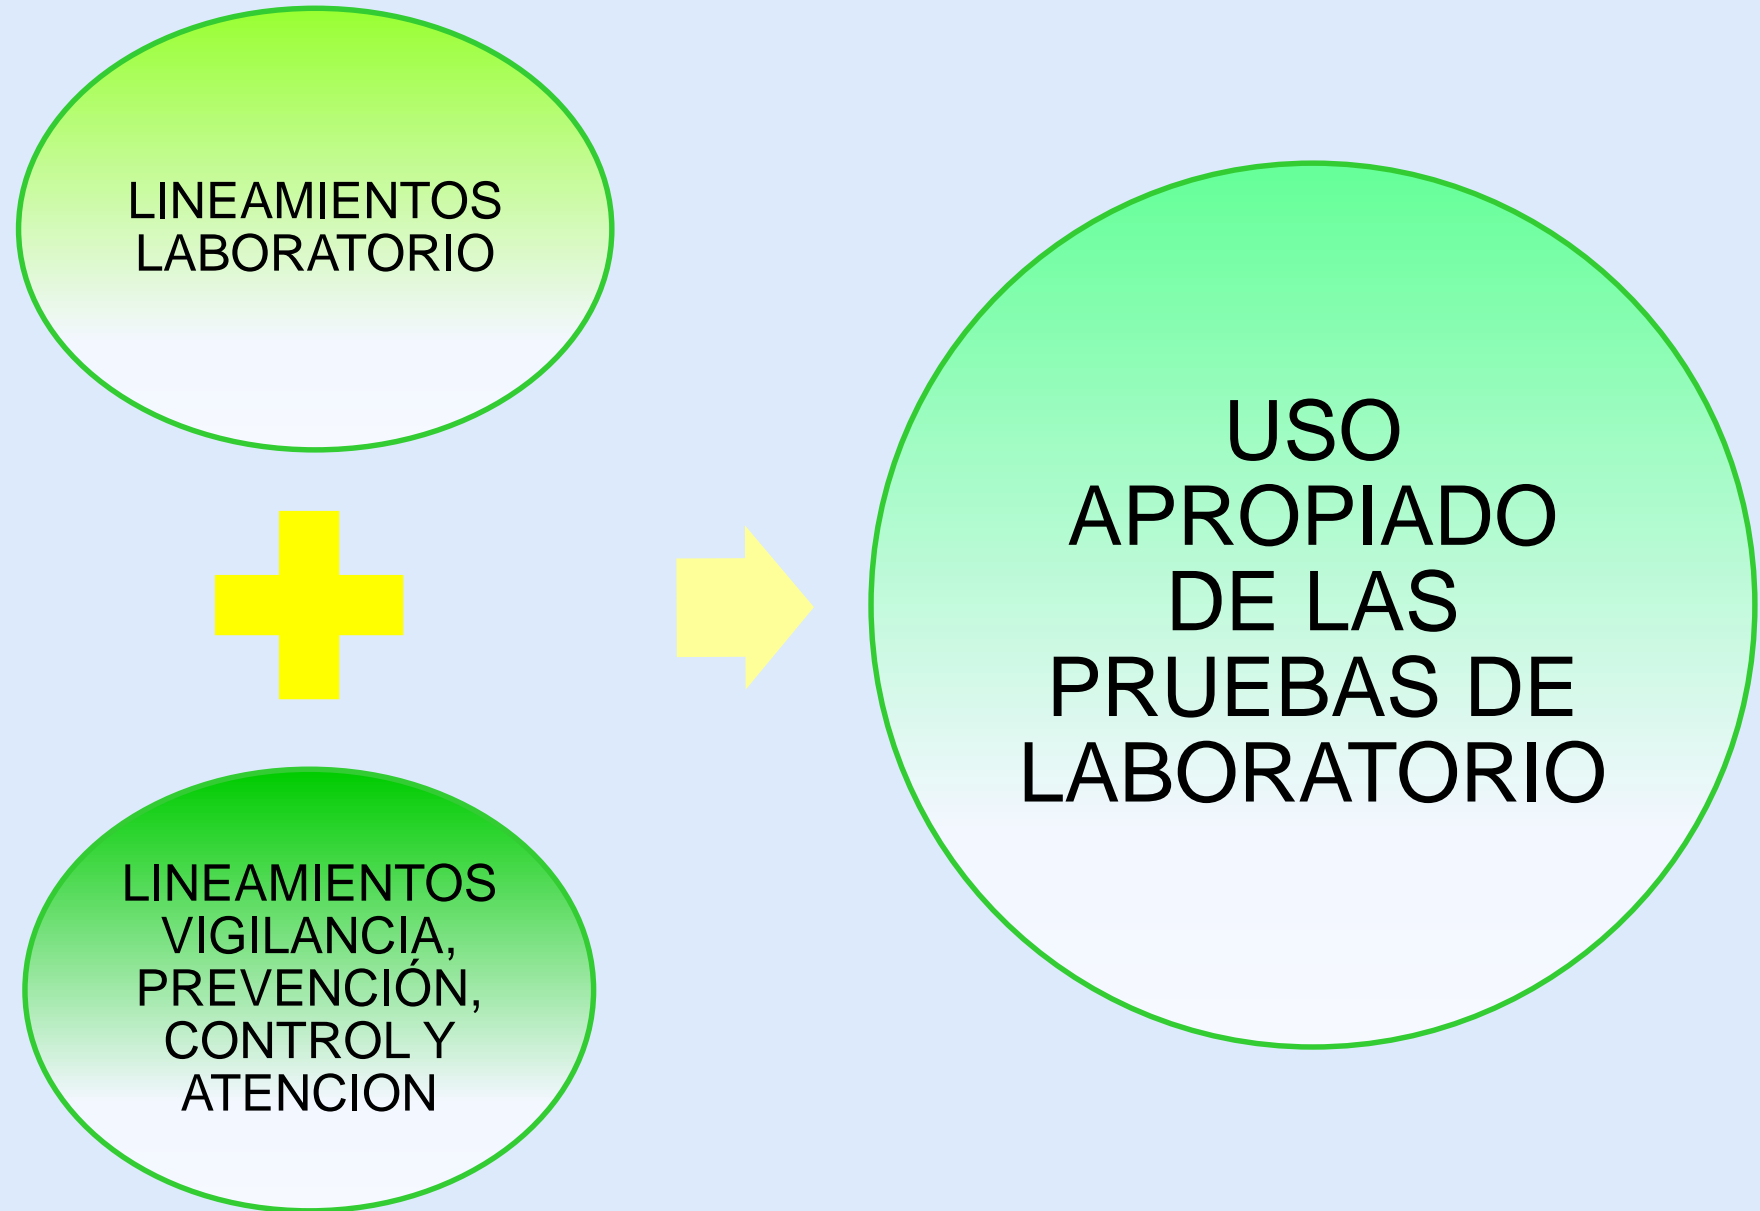 LINEAMIENTOS
LABORATORIO
LINEAMIENTOS
VIGILANCIA,
PREVENCIÓN,
CONTROL Y
ATENCION
USO
APROPIADO
DE LAS
PRUEBAS DE
LABORATORIO